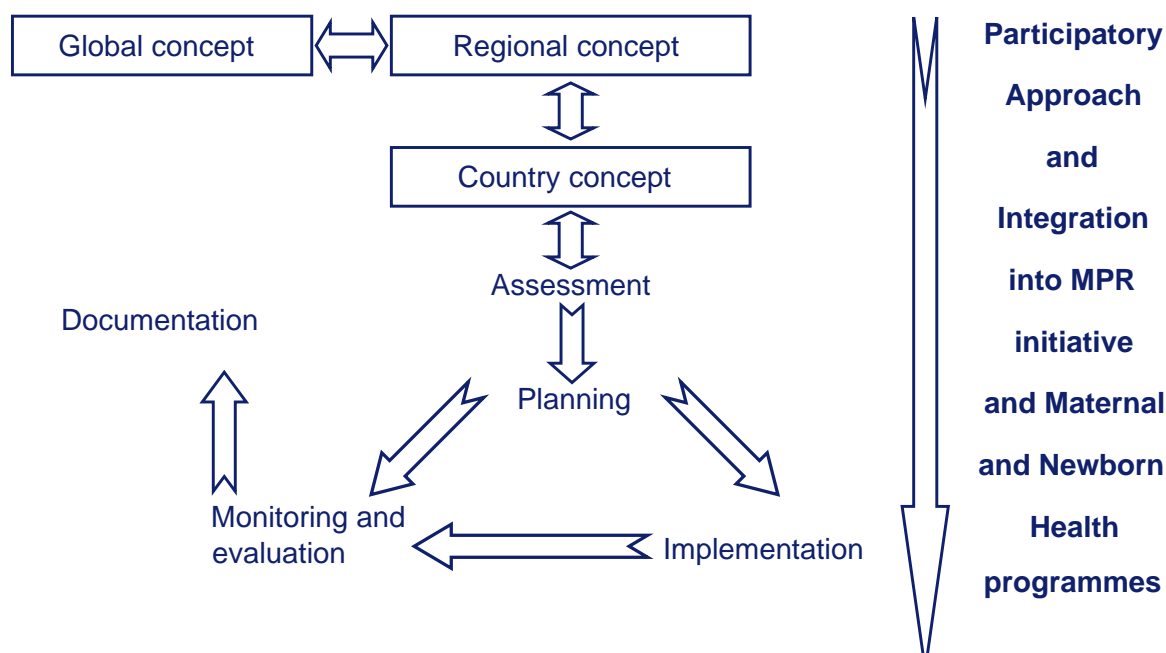 Global concept
Regional concept
Country concept
Assessment
Documentation
Planning
Monitoring and
evaluation
Implementation
Participatory
Approach
and
Integration
into MPR
initiative
and Maternal
and Newborn
Health
programmes